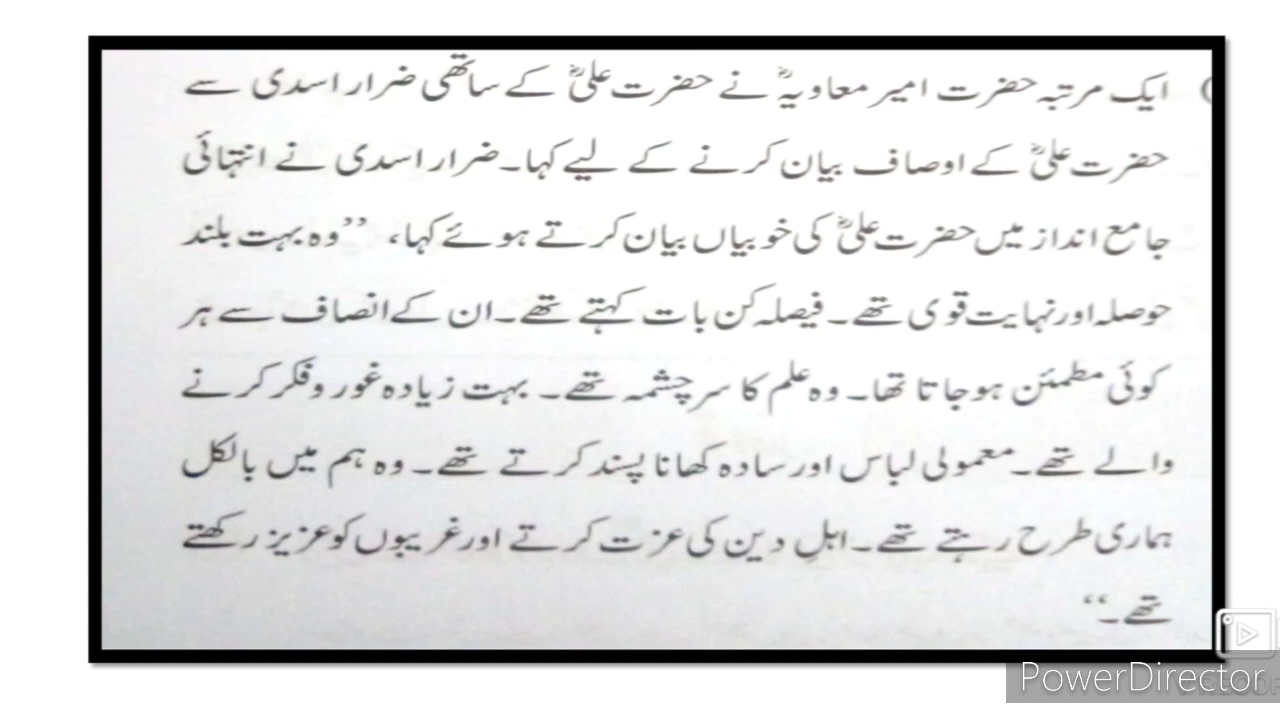 ایک مرتبہ حضرت امیر معاویہؓ نے حضرت علیؓ کے ساتھی ضرار اسدی سے
حضرت علیؓ کے اوصاف بیان کرنے کے لیے کہا۔ ضرار اسدی نے انتہائی
جامع انداز میں حضرت علیؓ کی خوبیاں بیان کرتے ہوئے کہا، ’’وہ بہت بلند
حوصلہ اور نہایت قوی تھے۔ فیصلہ کن بات کہتے تھے۔ ان کے انصاف سے ہر
کوئی مطمئن ہو جاتا تھا۔ وہ علم کا سرچشمہ تھے۔ بہت زیادہ غور و فکر کرنے
والے تھے۔ معمولی لباس اور سادہ کھانا پسند کرتے تھے۔ وہ ہم میں بالکل
ہماری طرح رہتے تھے۔ اہلِ دین کی عزت کرتے اور غریبوں کو عزیز رکھتے
تھے۔‘‘
PowerDirector